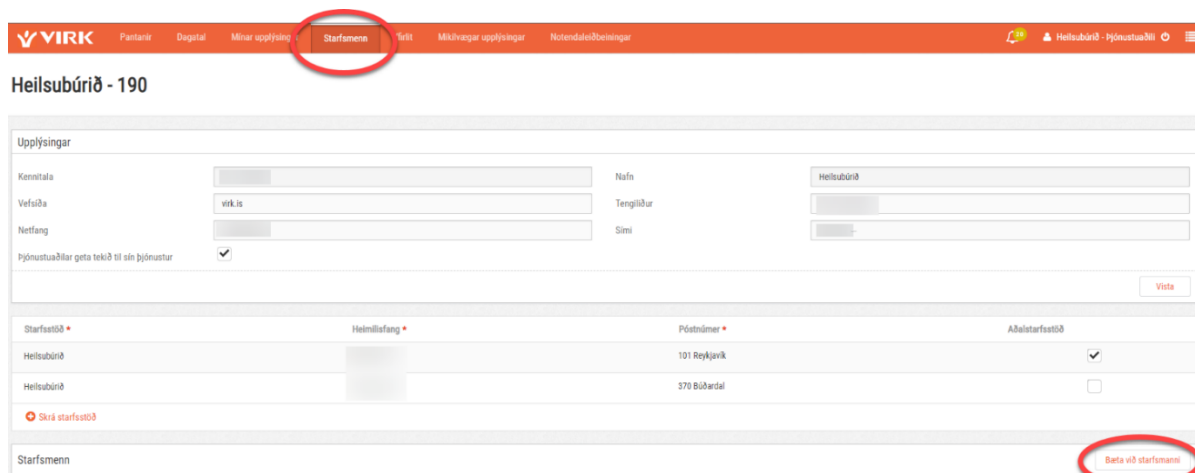 VIRK Pantanir Dagatal Mínar upplýsingar Starfsmenn Yfirlit Mikilvægar upplýsingar Notendaleiðbeiningar Heilsubúrið - Þjónustuaðili
Heilsubúrið - 190
Upplýsingar
Kennitala Nafn Heilsubúrið
Vefsíða virk.is Tengiliður
Netfang Sími
Þjónustuaðilar geta tekið til sín þjónustur
Vista
Starfsstöð * Heimilisfang * Póstnúmer * Aðalstarfsstöð
Heilsubúrið 101 Reykjavík
Heilsubúrið 370 Búðardal
Skrá starfsstöð
Starfsmenn Bæta við starfsmanni